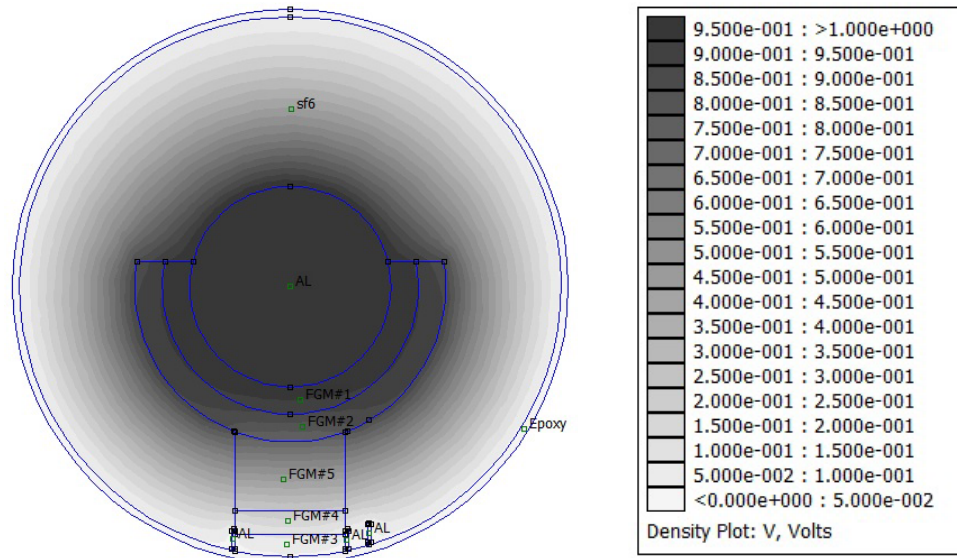 sf6
AL
FGM#1
FGM#2
Epoxy
FGM#5
FGM#4
AL
AL
AL
FGM#3
9.500e-001 : >1.000e+000
9.000e-001 : 9.500e-001
8.500e-001 : 9.000e-001
8.000e-001 : 8.500e-001
7.500e-001 : 8.000e-001
7.000e-001 : 7.500e-001
6.500e-001 : 7.000e-001
6.000e-001 : 6.500e-001
5.500e-001 : 6.000e-001
5.000e-001 : 5.500e-001
4.500e-001 : 5.000e-001
4.000e-001 : 4.500e-001
3.500e-001 : 4.000e-001
3.000e-001 : 3.500e-001
2.500e-001 : 3.000e-001
2.000e-001 : 2.500e-001
1.500e-001 : 2.000e-001
1.000e-001 : 1.500e-001
5.000e-002 : 1.000e-001
<0.000e+000 : 5.000e-002
Density Plot: V, Volts